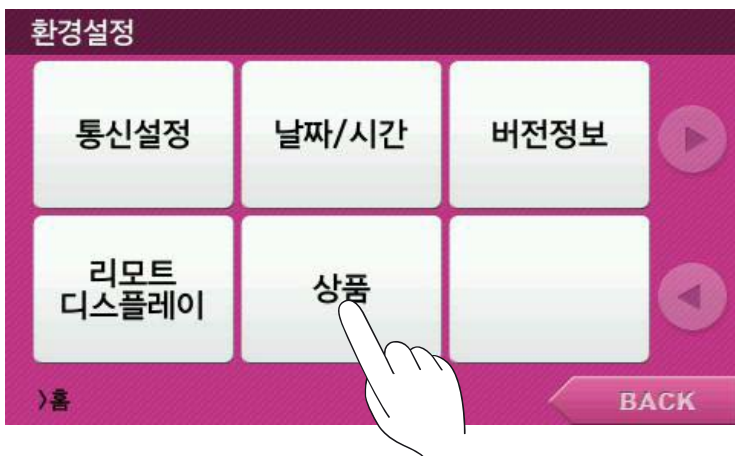 환경설정
통신설정
날짜/시간
버전정보
리모트
디스플레이
상품
>홈
BACK